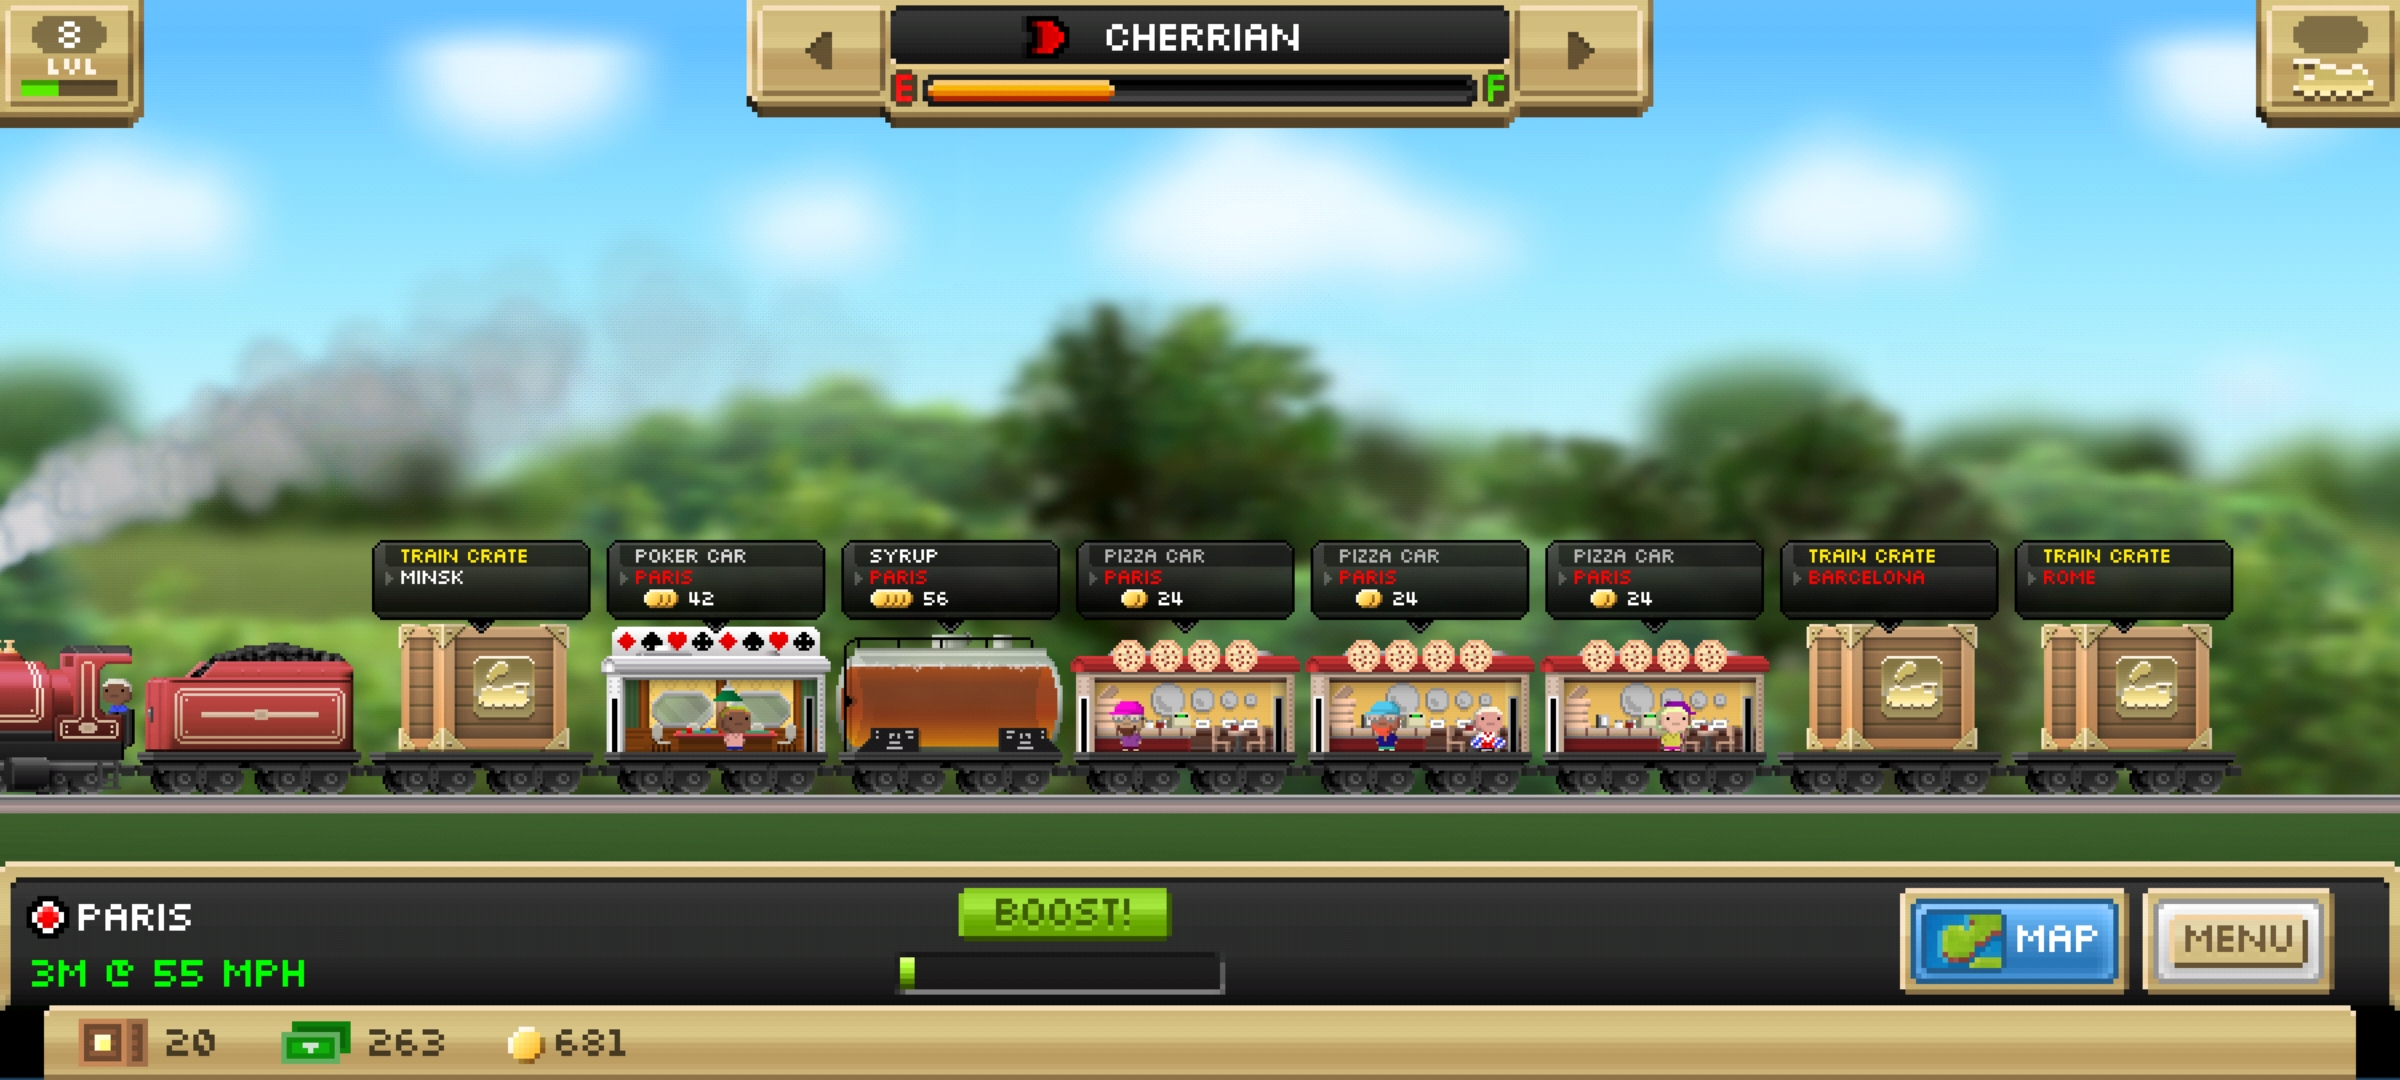 8
LVL
CHERRIAN
E F
TRAIN CRATE
MINSK
POKER CAR
PARIS
42
SYRUP
PARIS
56
PIZZA CAR
PARIS
24
PIZZA CAR
PARIS
24
PIZZA CAR
PARIS
24
TRAIN CRATE
BARCELONA
TRAIN CRATE
ROME
PARIS
3M @ 55 MPH
BOOST!
MAP
MENU
20
263
681